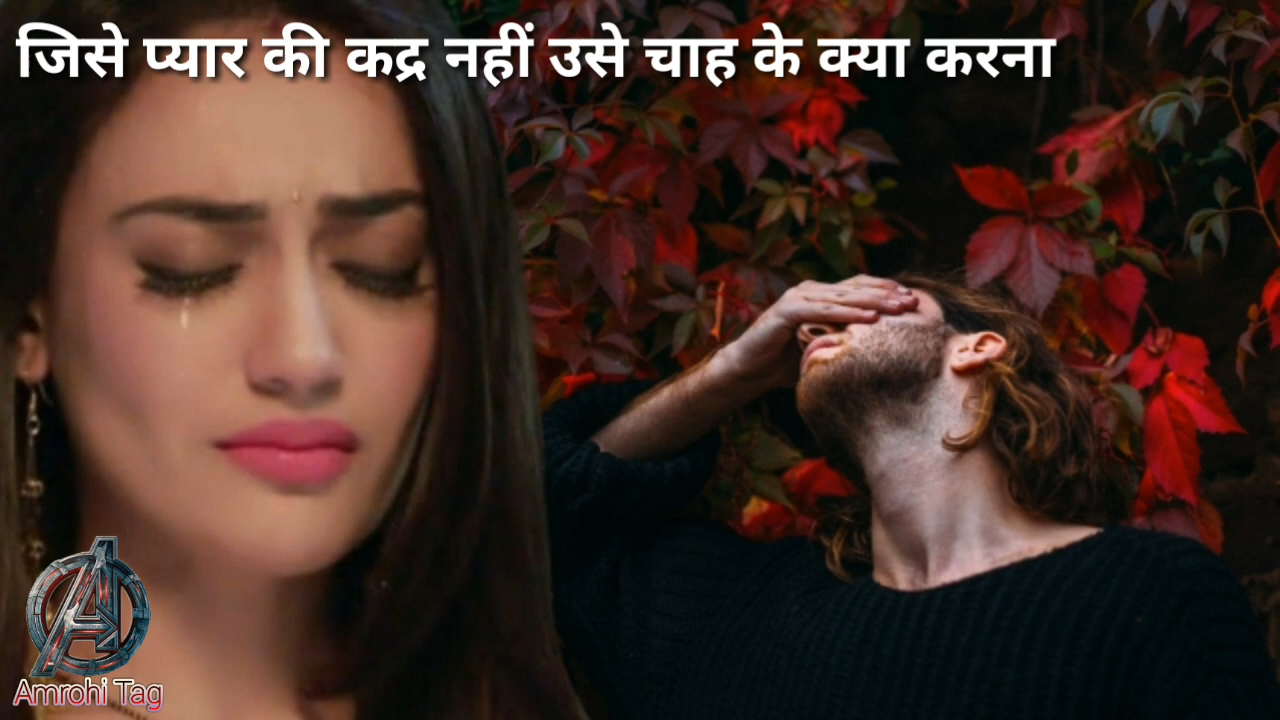 जिसे प्यार की कद्र नहीं उसे चाह के क्या करना
Amrohi Tag